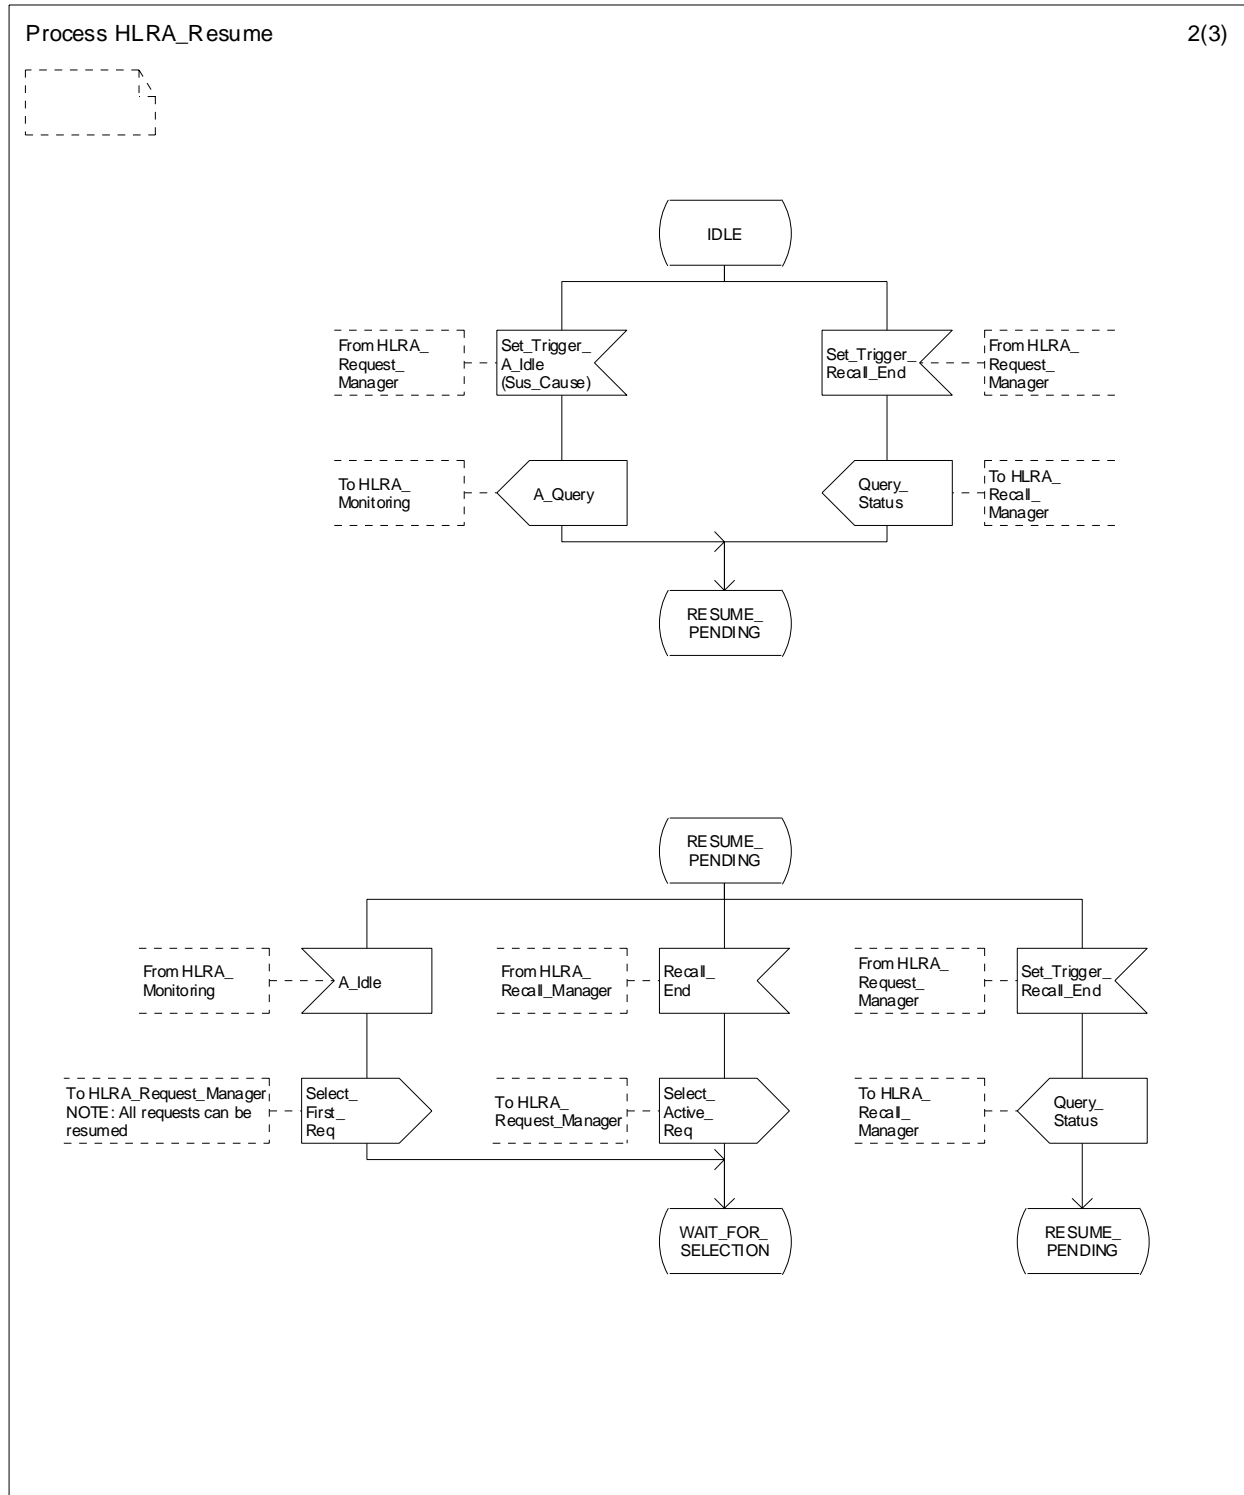 Process HLRA_Resume
2(3)
IDLE
From HLRA_
Request_
Manager
Set_Trigger_
A_Idle
(Sus_Cause)
Set_Trigger_
Recall_End
From HLRA_
Request_
Manager
To HLRA_
Monitoring
A_Query
Query_
Status
To HLRA_
Recall_
Manager
RESUME_
PENDING
RESUME_
PENDING
From HLRA_
Monitoring
A_Idle
From HLRA_
Recall_Manager
Recall_
End
From HLRA_
Request_
Manager
Set_Trigger_
Recall_End
To HLRA_Request_Manager
NOTE: All requests can be
resumed
Select_
First_
Req
To HLRA_
Request_Manager
Select_
Active_
Req
To HLRA_
Recall_
Manager
Query_
Status
WAIT_FOR_
SELECTION
RESUME_
PENDING